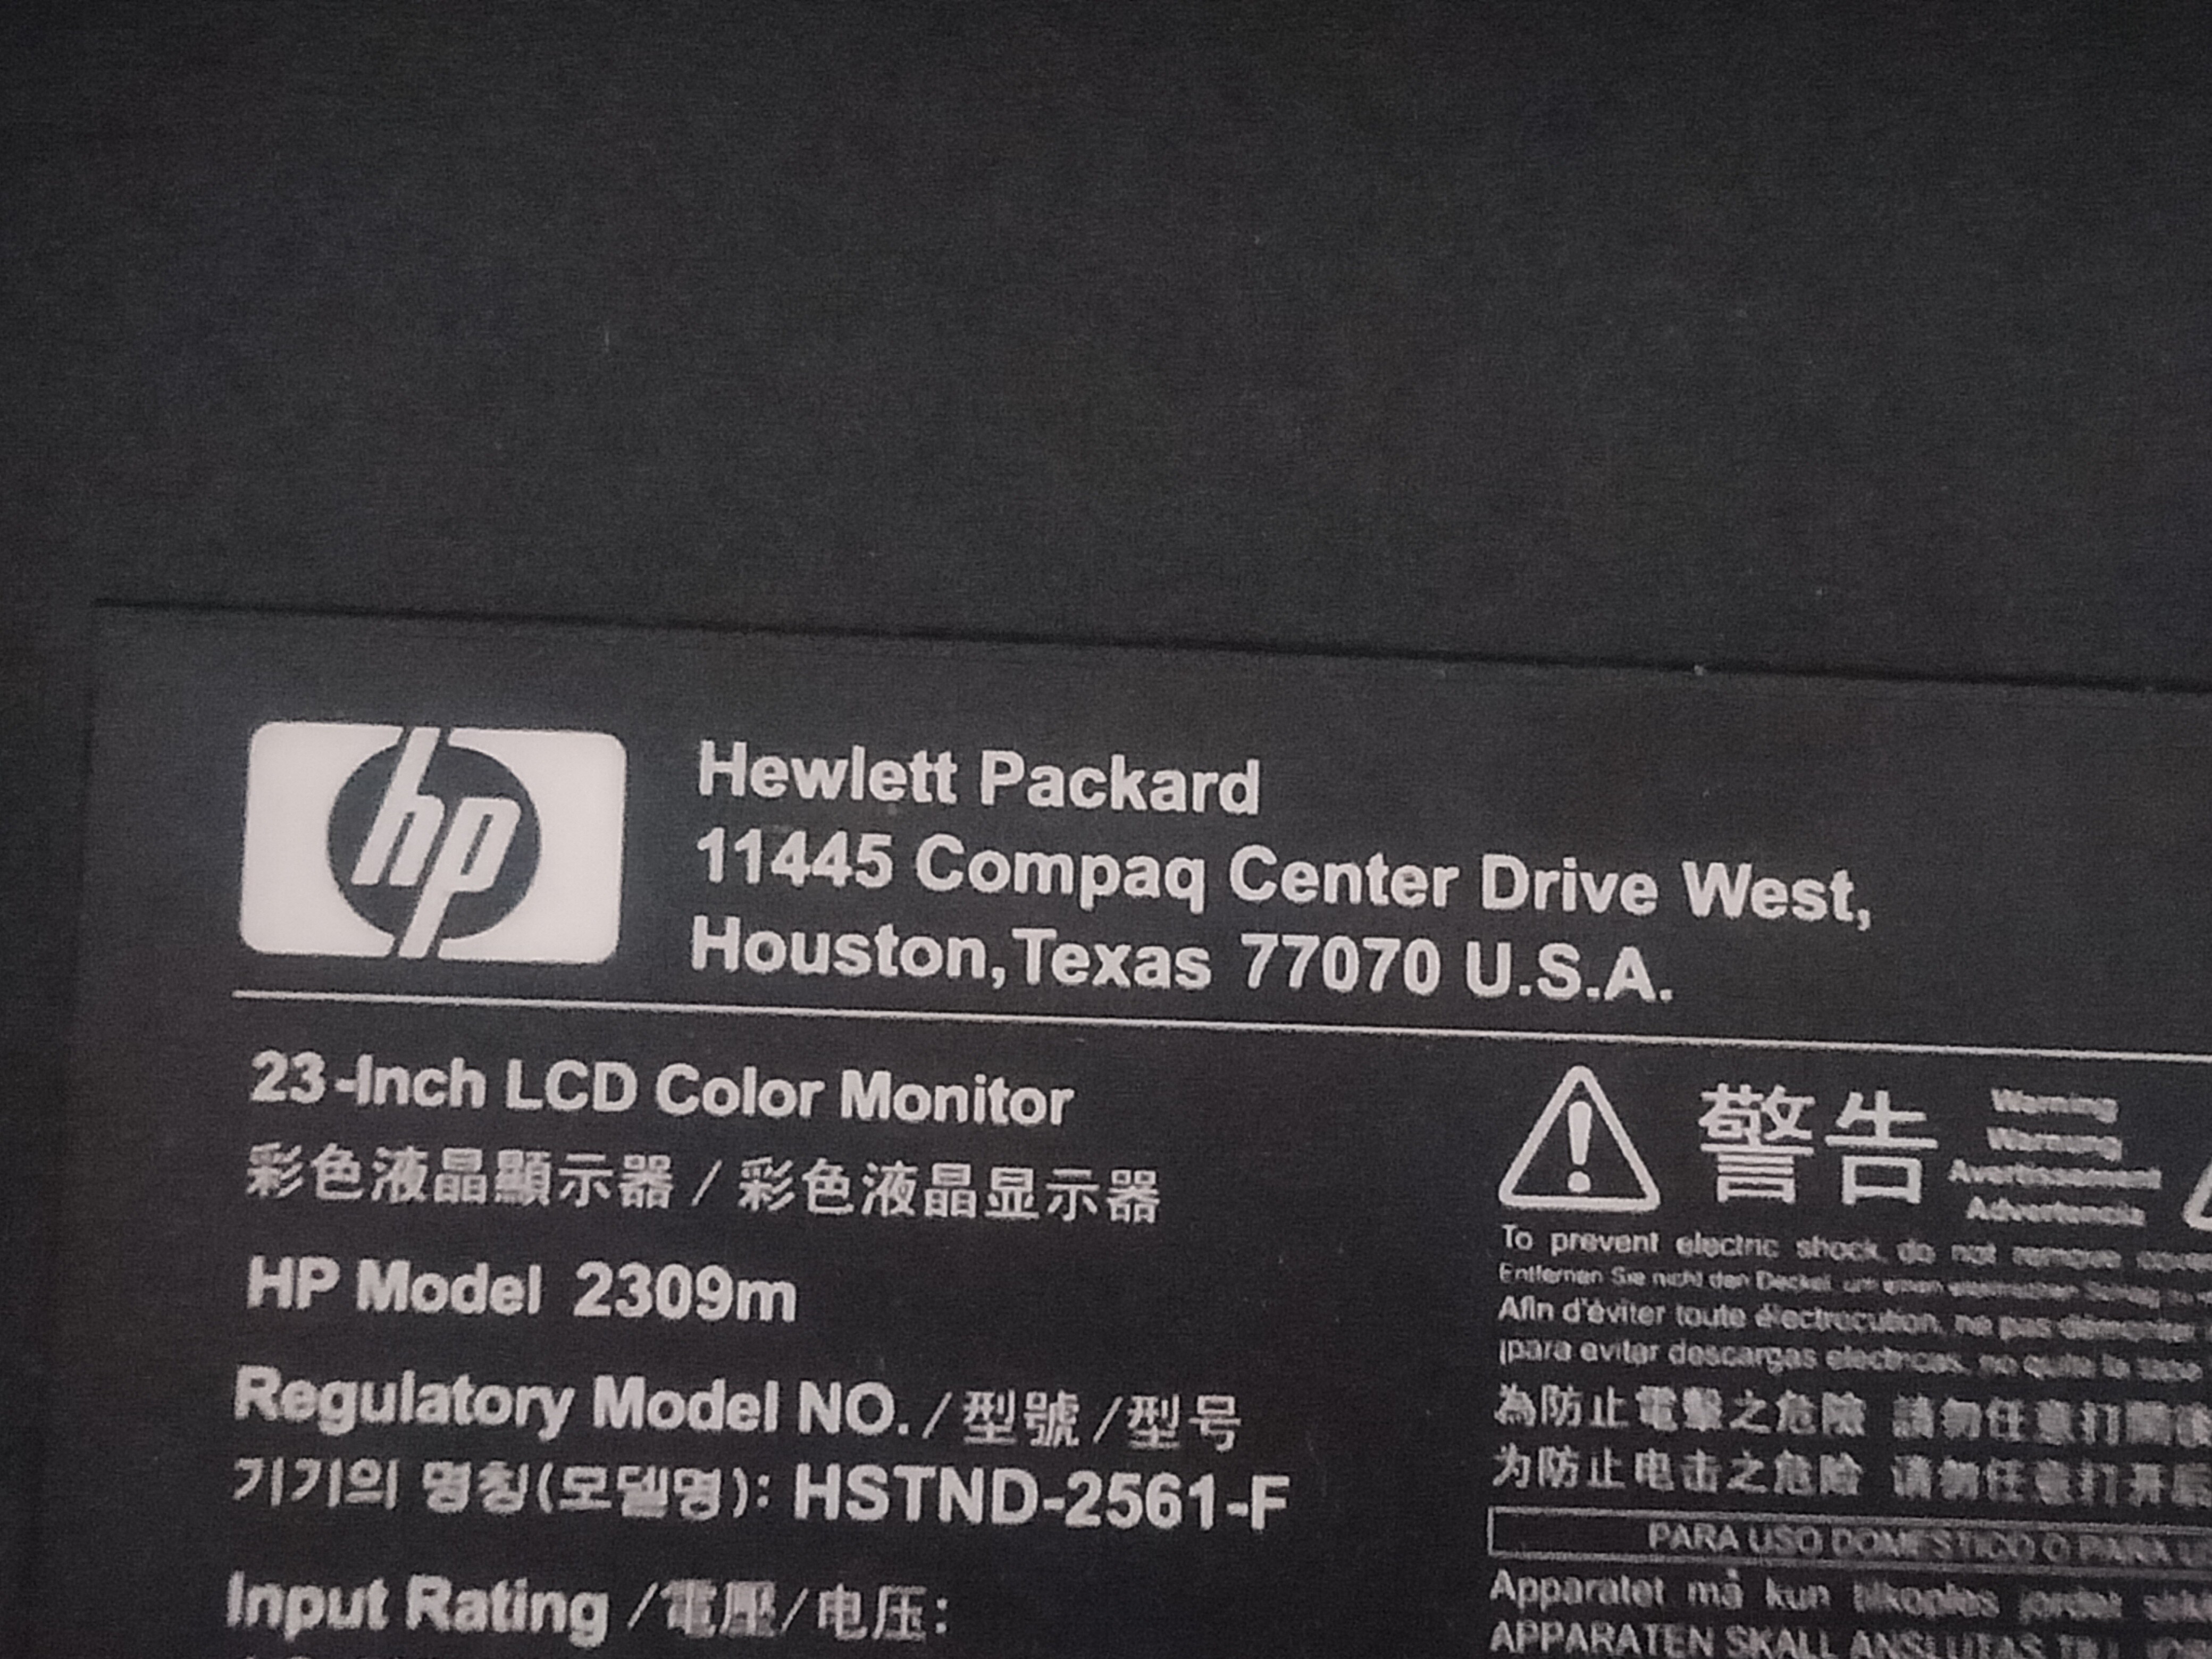 hp
Hewlett Packard
11445 Compaq Center Drive West,
Houston,Texas 77070 U.S.A.
23-Inch LCD Color Monitor
彩色液晶顯示器 / 彩色液晶显示器
HP Model 2309m
Regulatory Model NO. / 型號 / 型号
기기의 명칭(모델명): HSTND-2561-F
Input Rating /電壓/电压:
警告
Warning
Warnung
Avertissement
Advertencia
To prevent electric shock, do not remove
Entfernen Sie nicht den Deckel, um einen
Afin d'éviter toute électrocution, ne pas démonter
¡para evitar descargas electricas, no quite la tapa
為防止電擊之危險 請勿任意打開
为防止电击之危险 请勿任意打开
PARA USO DOMESTICO O PARA
Apparatet må kun tilkoples jordet
APPARATEN SKALL ANSLUTAS TILL